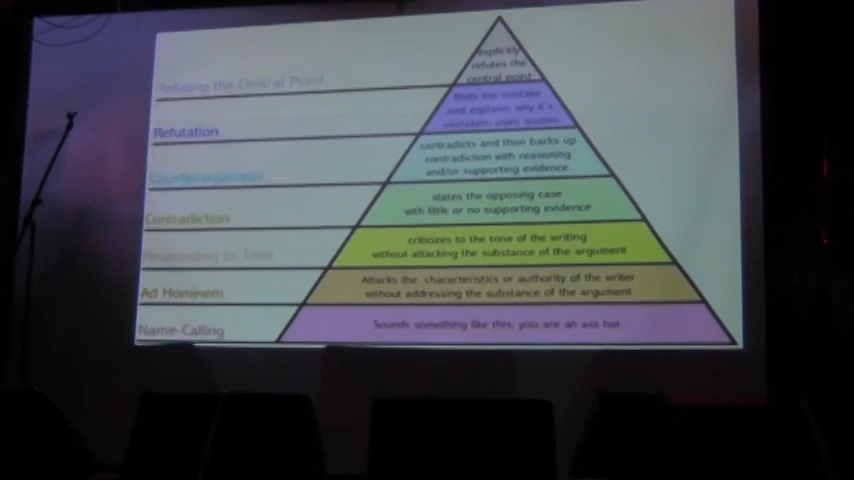 explicitly
refutes the
central point
Refuting the Central Point
finds the mistake
and explains why it's
mistaken, uses quotes
Refutation
contradicts and then backs up
contradiction with reasoning
and/or supporting evidence
Counterargument
states the opposing case
with little or no supporting evidence
Contradiction
criticizes to the tone of the writing
without attacking the substance of the argument
Responding to Tone
Attacks the characteristics or authority of the writer
without addressing the substance of the argument
Ad Hominem
Sounds something like this: you are an ass hat
Name-Calling